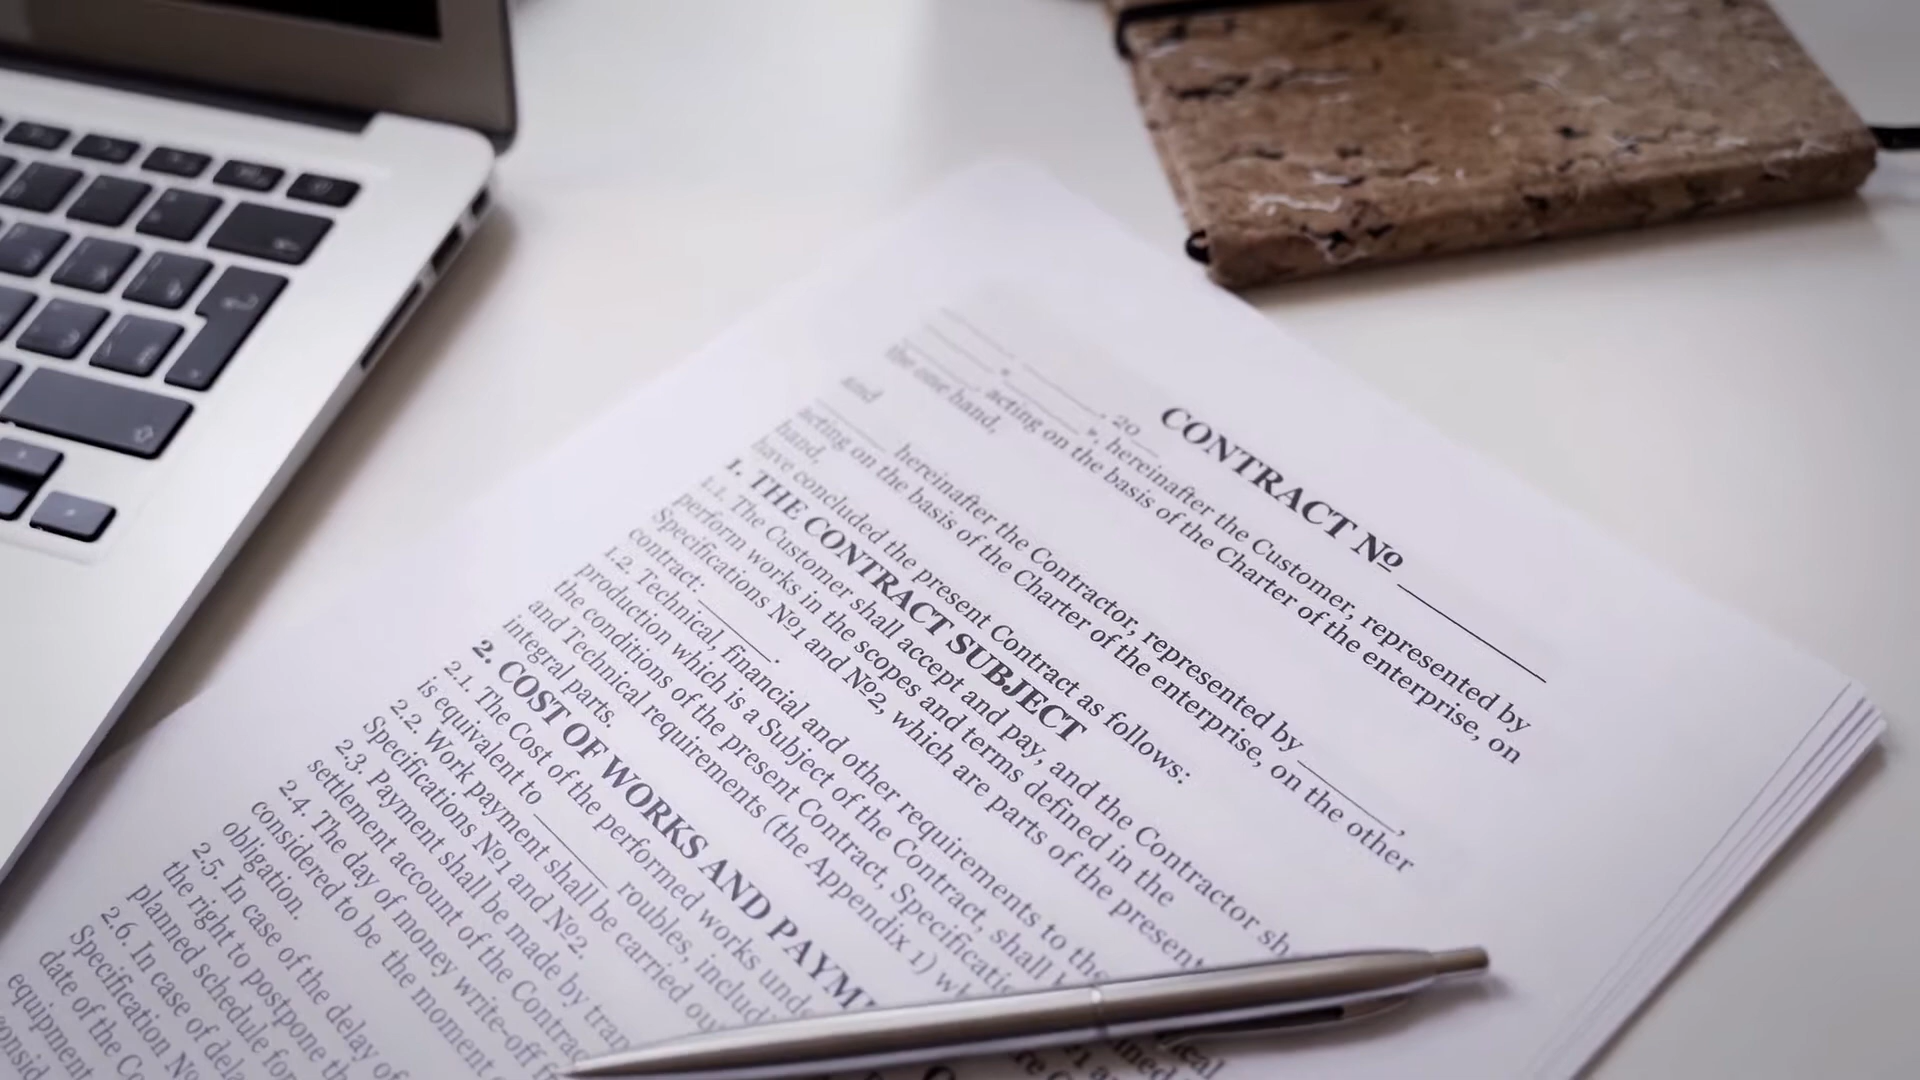 CONTRACT №
, 20
", hereinafter the Customer, represented by
, acting on the basis of the Charter of the enterprise, on
the one hand,
and
hereinafter the Contractor, represented by ,
acting on the basis of the Charter of the enterprise, on the other
hand,
have concluded the present Contract as follows:
1. THE CONTRACT SUBJECT
1.1. The Customer shall accept and pay, and the Contractor
perform works in the scopes and terms defined in the
Specifications №1 and №2, which are parts of the present
contract: .
1.2. Technical, financial and other requirements to the
production which is a Subject of the Contract, shall
the conditions of the present Contract,
and Technical requirements (the Appendix 1)
integral parts.
2. COST OF WORKS AND
2.1. The Cost of the performed works
is equivalent to roubles,
2.2. Work payment shall be carried
Specifications №1 and №2.
2.3. Payment shall be made by
settlement account of the
2.4. The day of money write-off
considered to be the moment
obligation.
2.5. In case of the delay of
the right to postpone
planned schedule
2.6. In case of
Specification
date of the
equipment